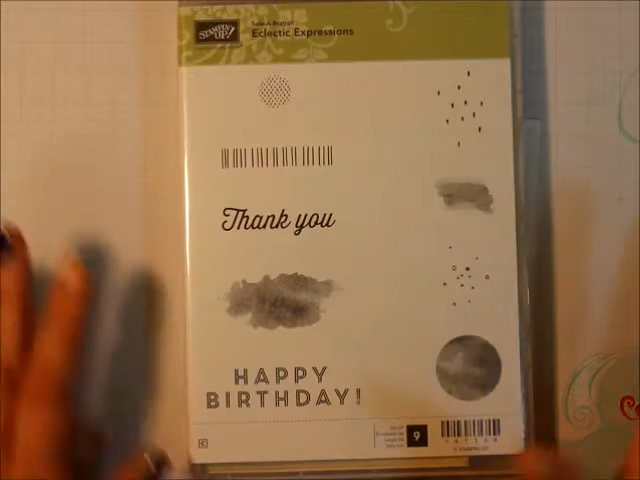 STAMPIN' UP!
Eclectic Expressions
Thank you
HAPPY
BIRTHDAY!
C
9